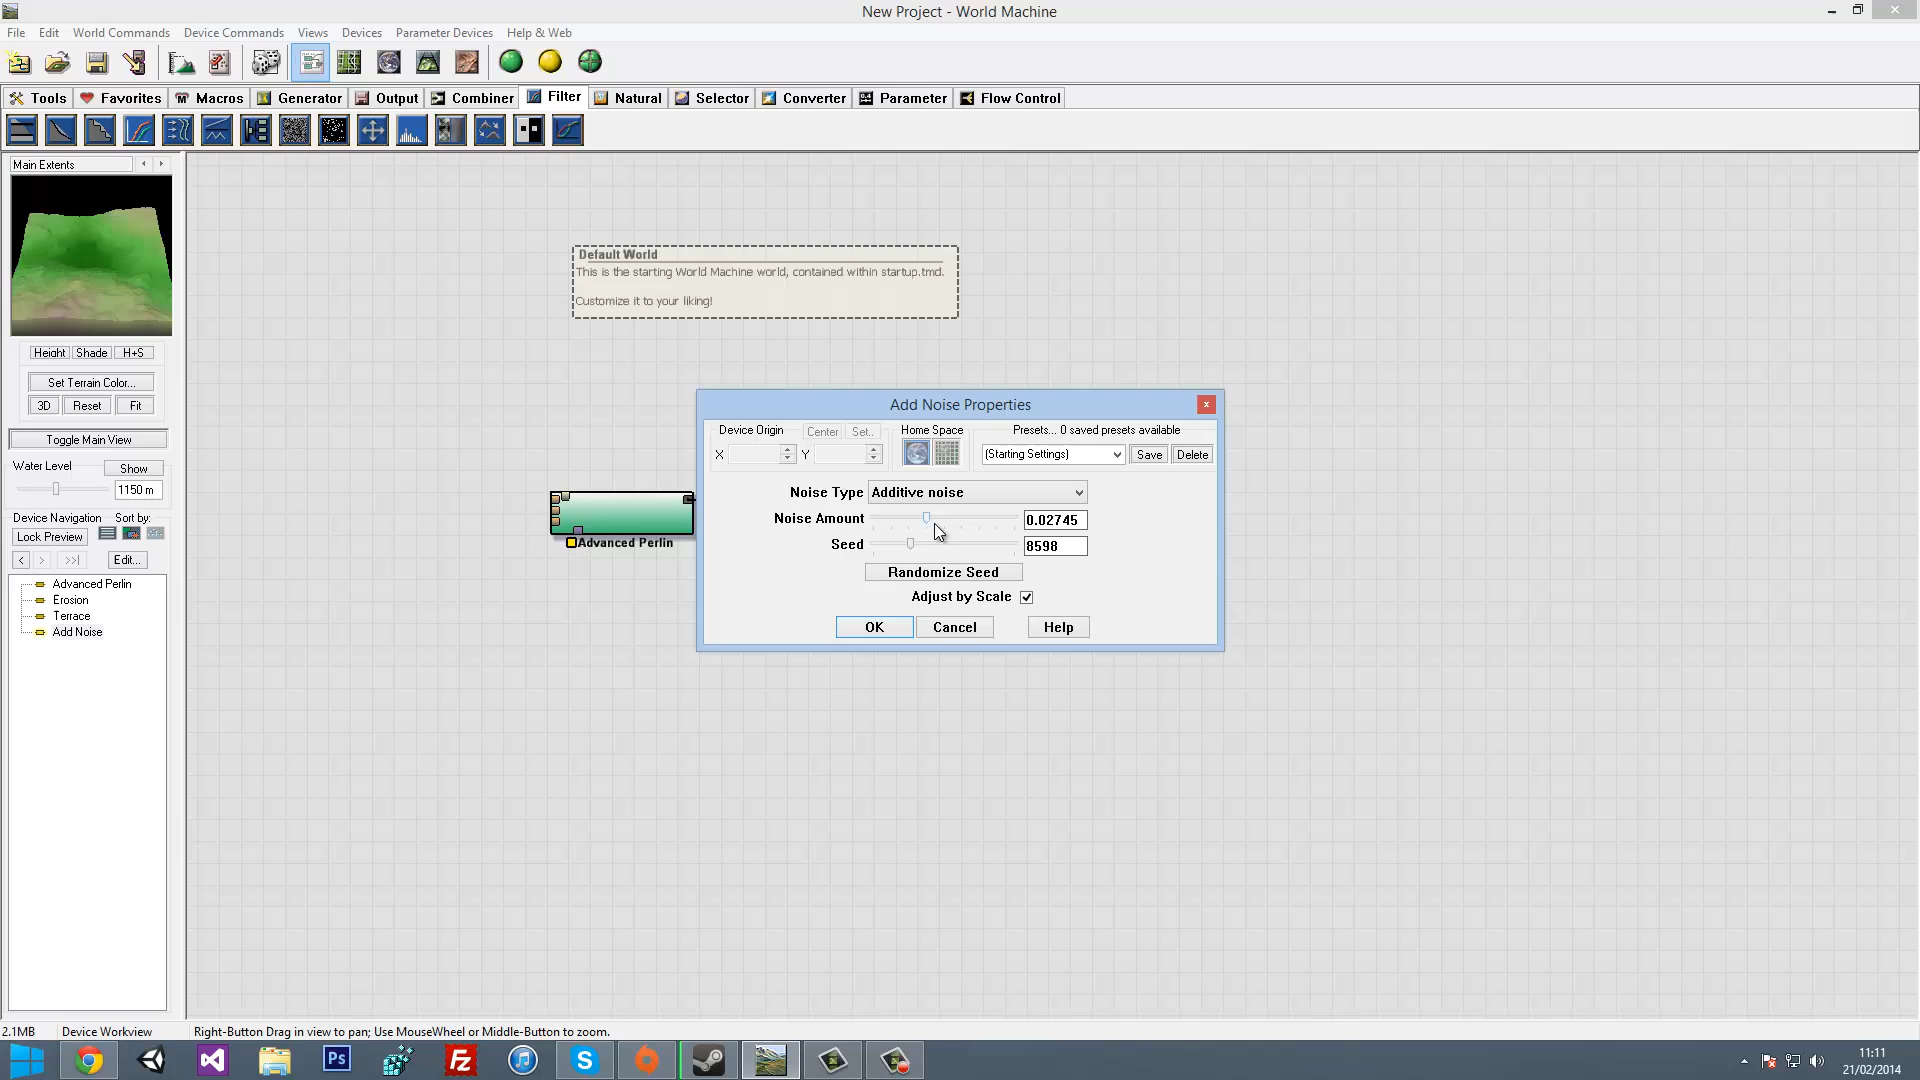 New Project - World Machine
File Edit World Commands Device Commands Views Devices Parameter Devices Help & Web
Tools Favorites Macros Generator Output Combiner Filter Natural Selector Converter Parameter Flow Control
Main Extents
Height Shade H+S
Set Terrain Color...
3D Reset Fit
Toggle Main View
Water Level Show
1150 m
Device Navigation Sort by:
Lock Preview
Edit...
Advanced Perlin
Erosion
Terrace
Add Noise
Default World
This is the starting World Machine world, contained within startup.tmd.
Customize it to your liking!
Advanced Perlin
Add Noise Properties
Device Origin Center Set.. Home Space Presets... 0 saved presets available
X Y (Starting Settings) Save Delete
Noise Type Additive noise
Noise Amount 0.02745
Seed 8598
Randomize Seed
Adjust by Scale
OK Cancel Help
2.1MB Device Workview Right-Button Drag in view to pan; Use MouseWheel or Middle-Button to zoom.
Ps Fz S
11:11
21/02/2014